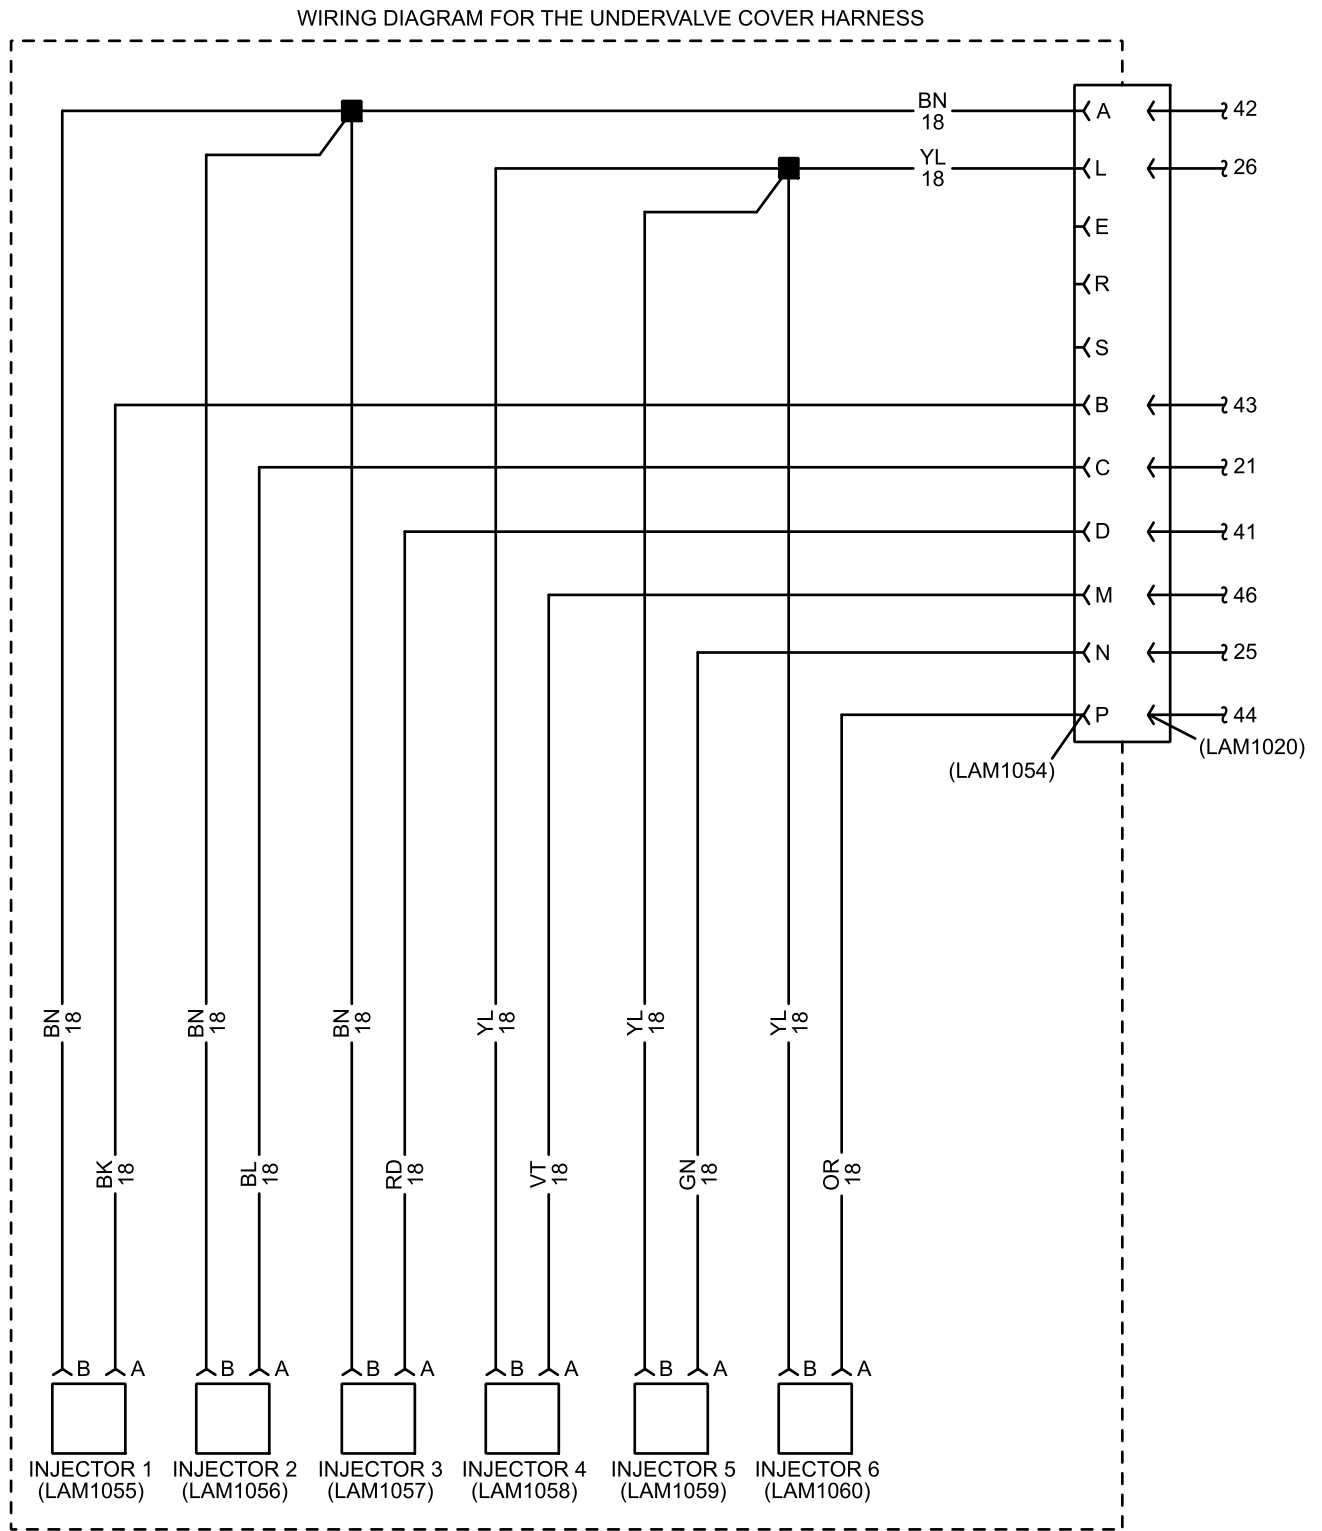 WIRING DIAGRAM FOR THE UNDERVALVE COVER HARNESS
BN
18
A
42
YL
18
L
26
E
R
S
B
43
C
21
D
41
M
46
N
25
P
44
(LAM1020)
(LAM1054)
BN
18
BN
18
BN
18
YL
18
YL
18
YL
18
BK
18
BL
18
RD
18
VT
18
GN
18
OR
18
B A
B A
B A
B A
B A
B A
INJECTOR 1
(LAM1055)
INJECTOR 2
(LAM1056)
INJECTOR 3
(LAM1057)
INJECTOR 4
(LAM1058)
INJECTOR 5
(LAM1059)
INJECTOR 6
(LAM1060)